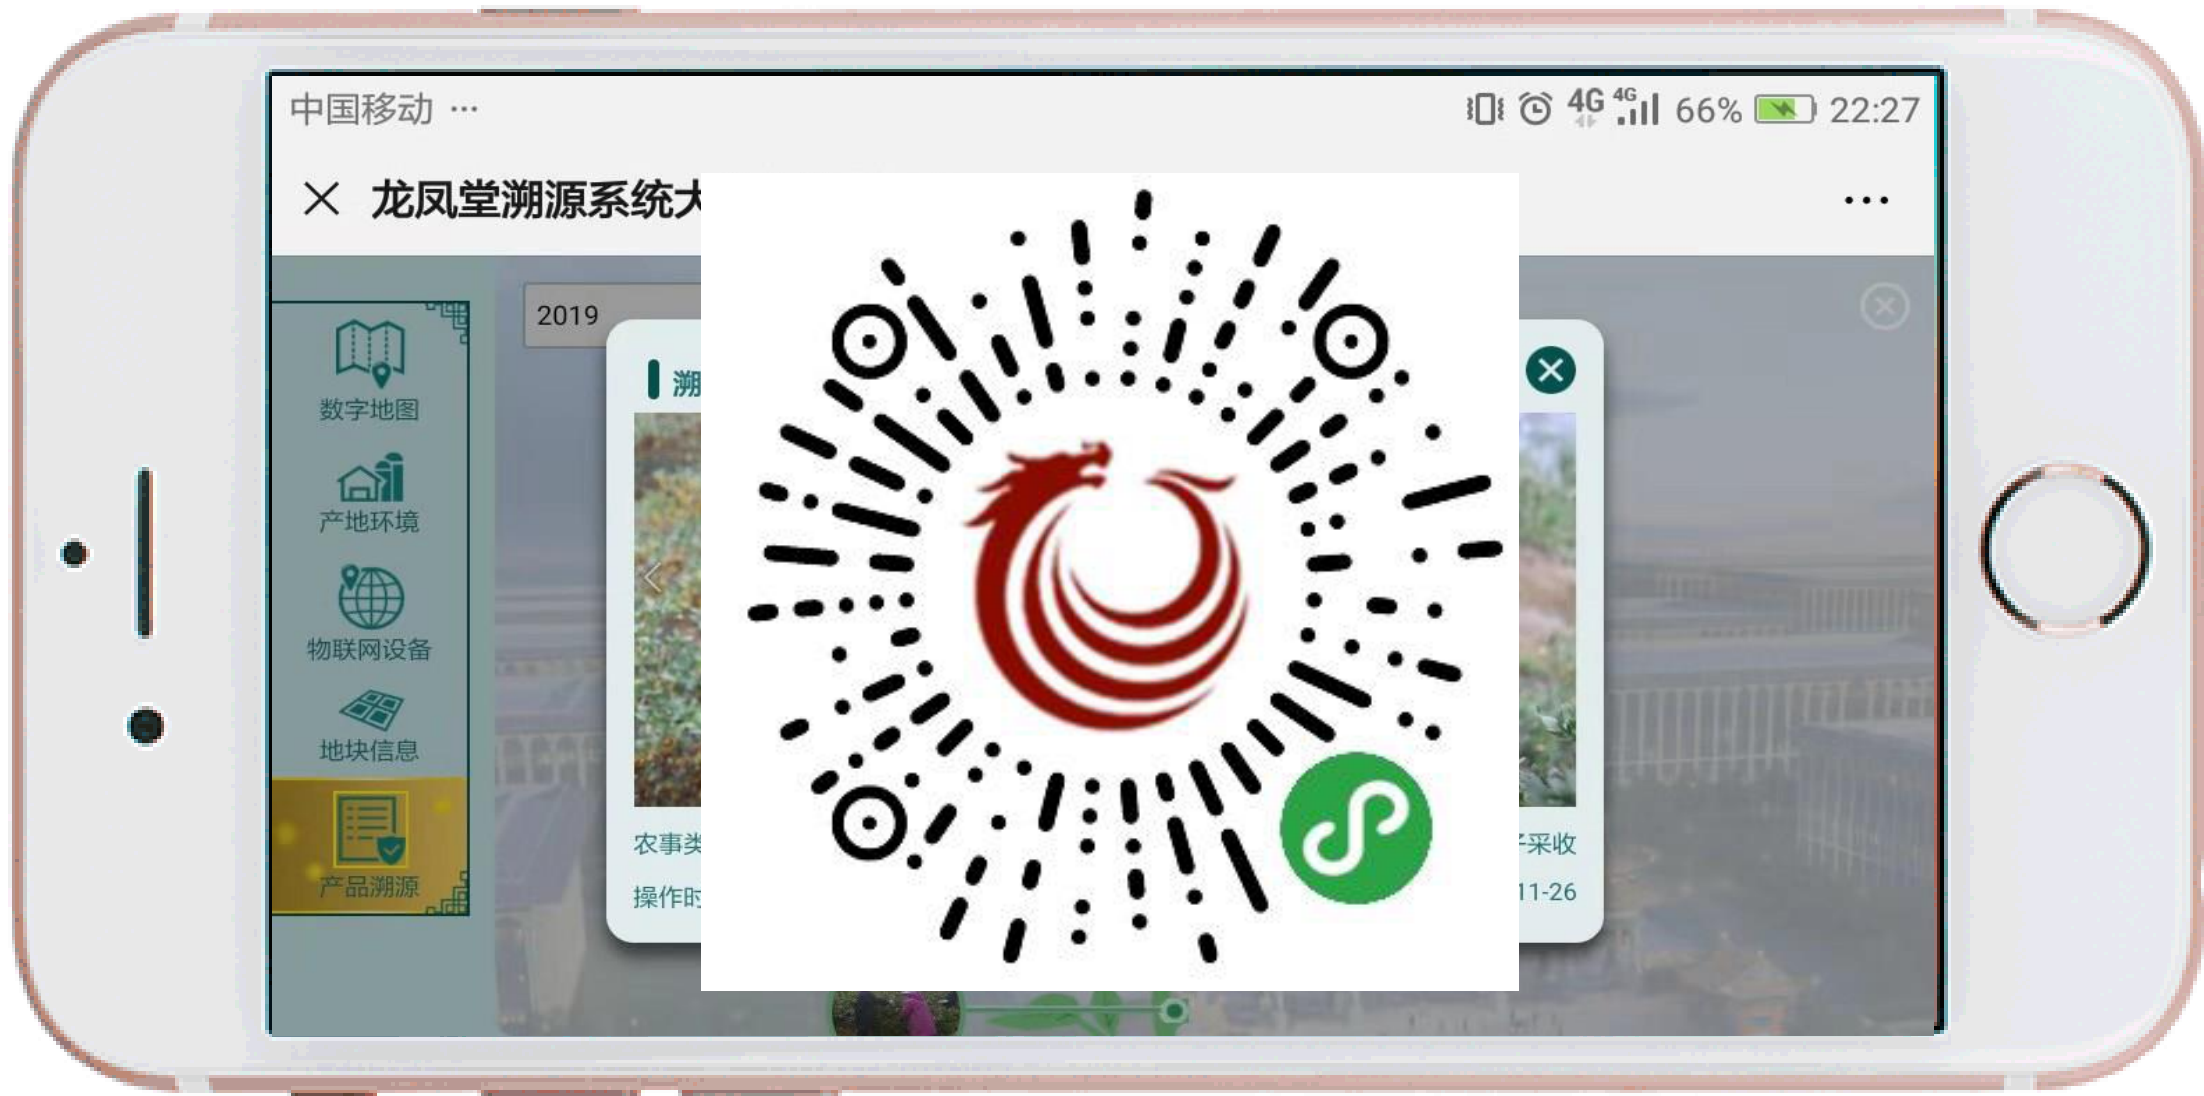 中国移动 ...
4G 4G 66% 22:27
龙凤堂溯源系统大
...
数字地图
产地环境
物联网设备
地块信息
产品溯源
2019
溯
农事类
采收
操作时
11-26